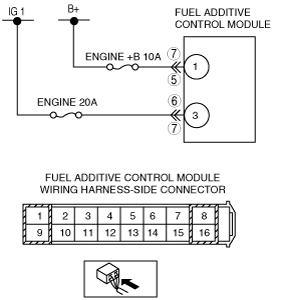 IG 1
B+
FUEL ADDITIVE
CONTROL MODULE
ENGINE +B 10A
7
1
5
ENGINE 20A
6
3
7
FUEL ADDITIVE CONTROL MODULE
WIRING HARNESS-SIDE CONNECTOR
1 2 3 4 5 6 7 8
9 10 11 12 13 14 15 16